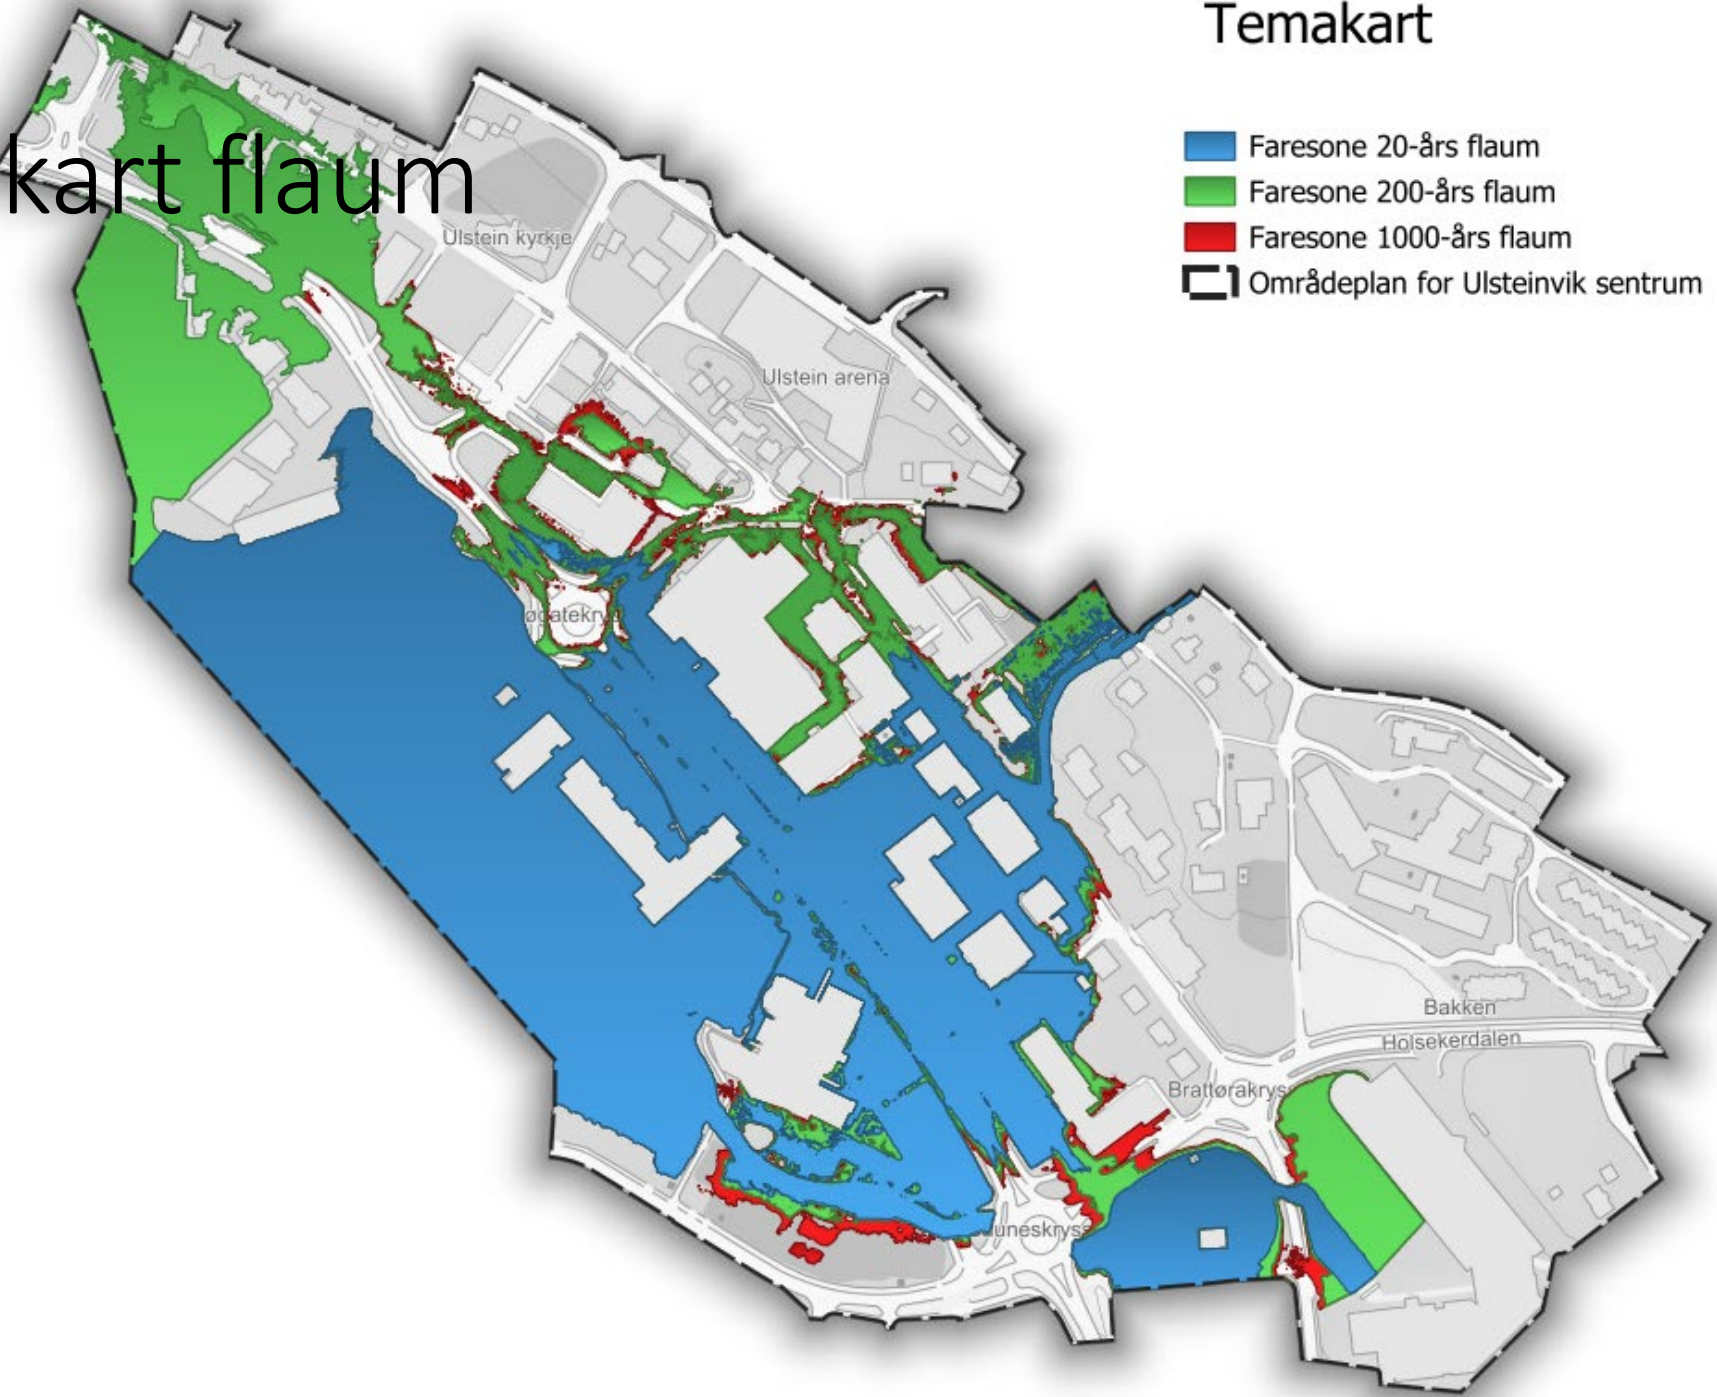 Temakart
kart flaum
Faresone 20-års flaum
Faresone 200-års flaum
Faresone 1000-års flaum
Områdeplan for Ulsteinvik sentrum
Ulstein kyrkje
Ulstein arena
Bakken
Holsekerdalen
Brattørakryss